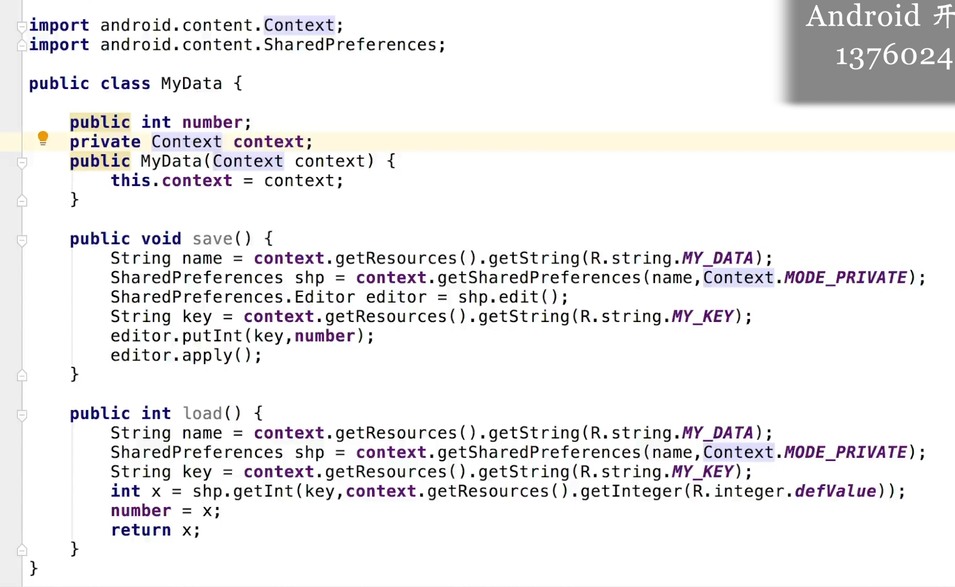 import android.content.Context;
import android.content.SharedPreferences;
public class MyData {
public int number;
private Context context;
public MyData(Context context) {
this.context = context;
}
public void save() {
String name = context.getResources().getString(R.string.MY_DATA);
SharedPreferences shp = context.getSharedPreferences(name,Context.MODE_PRIVATE);
SharedPreferences.Editor editor = shp.edit();
String key = context.getResources().getString(R.string.MY_KEY);
editor.putInt(key,number);
editor.apply();
}
public int load() {
String name = context.getResources().getString(R.string.MY_DATA);
SharedPreferences shp = context.getSharedPreferences(name,Context.MODE_PRIVATE);
String key = context.getResources().getString(R.string.MY_KEY);
int x = shp.getInt(key,context.getResources().getInteger(R.integer.defValue));
number = x;
return x;
}
}
Android 开
1376024